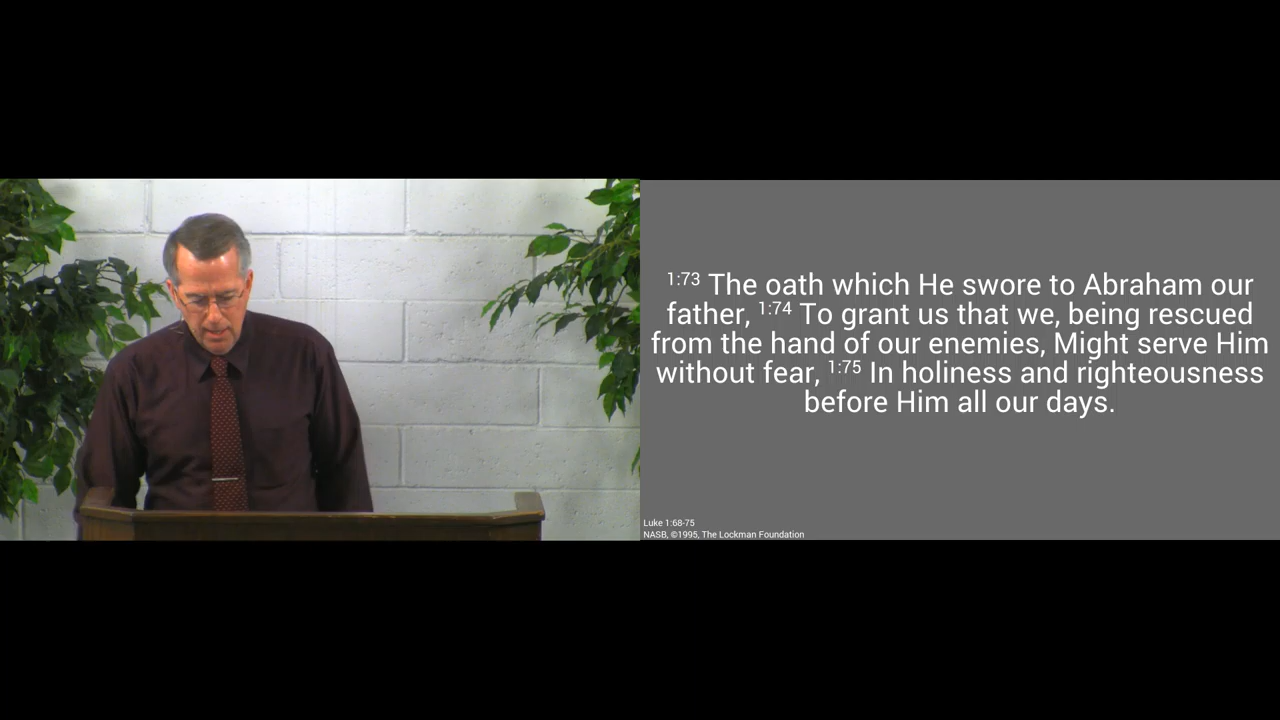 1:73 The oath which He swore to Abraham our
father, 1:74 To grant us that we, being rescued
from the hand of our enemies, Might serve Him
without fear, 1:75 In holiness and righteousness
before Him all our days.
Luke 1:68-75
NASB, ©1995, The Lockman Foundation